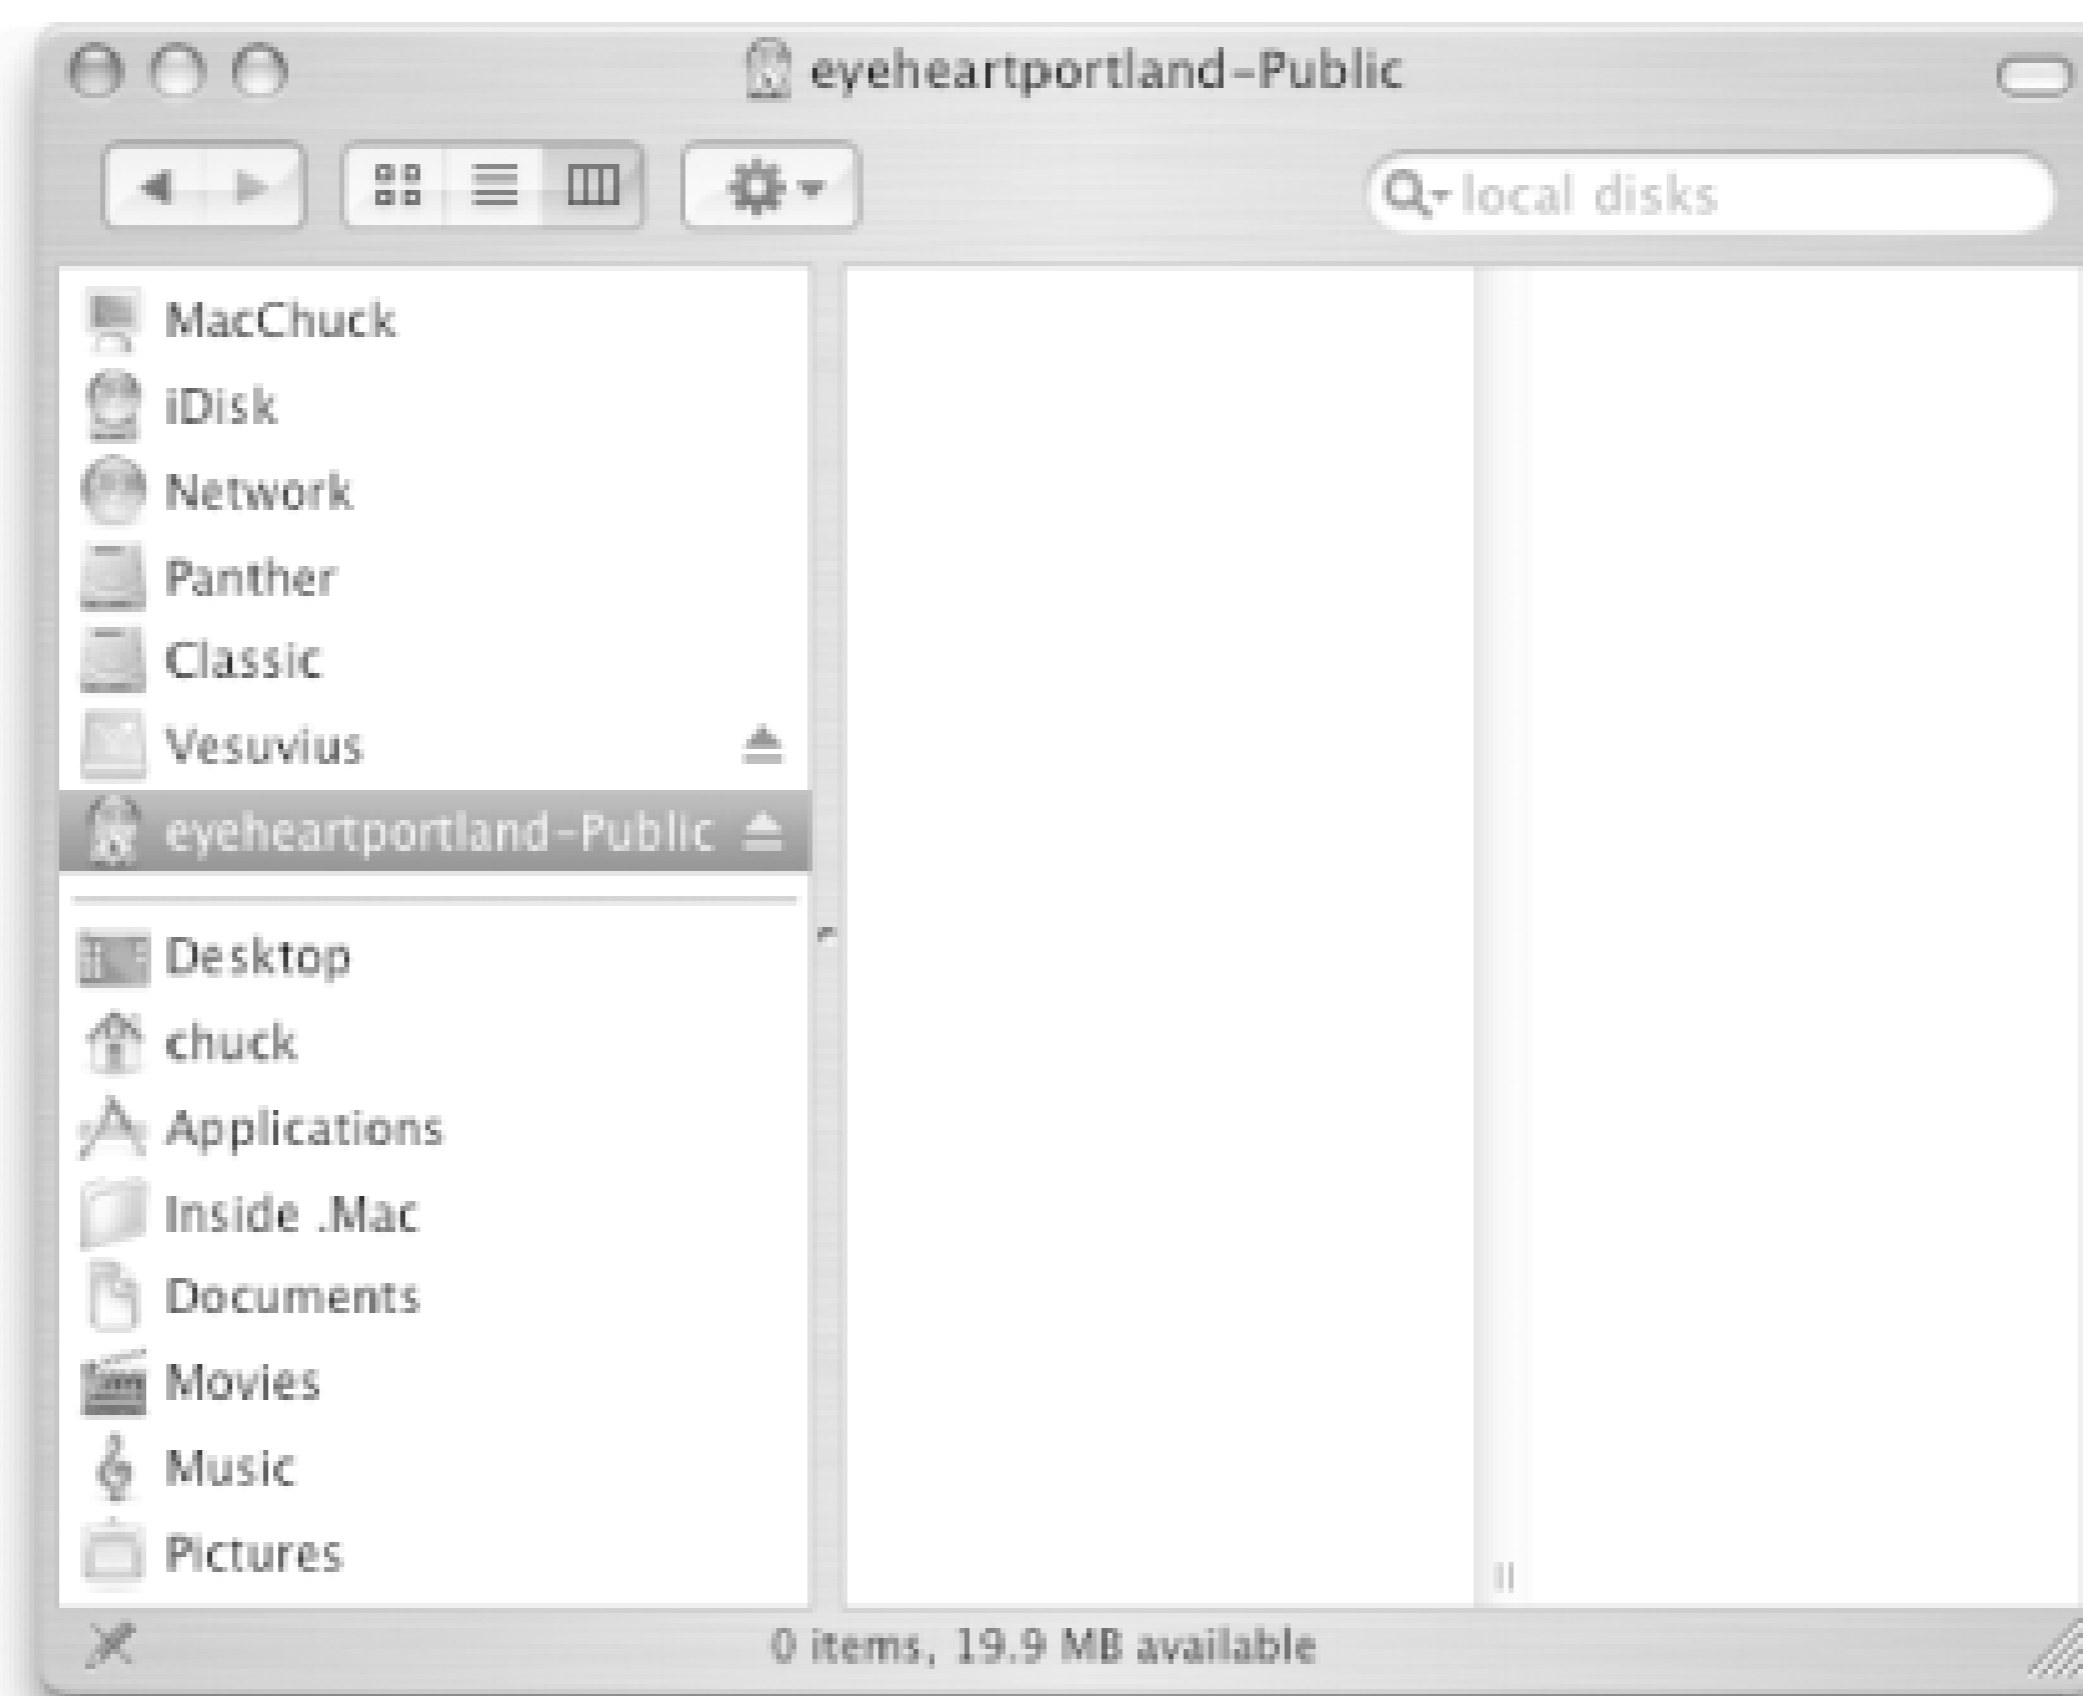 eyeheartportland-Public
local disks
MacChuck
iDisk
Network
Panther
Classic
Vesuvius
eyeheartportland-Public
Desktop
chuck
Applications
Inside .Mac
Documents
Movies
Music
Pictures
0 items, 19.9 MB available